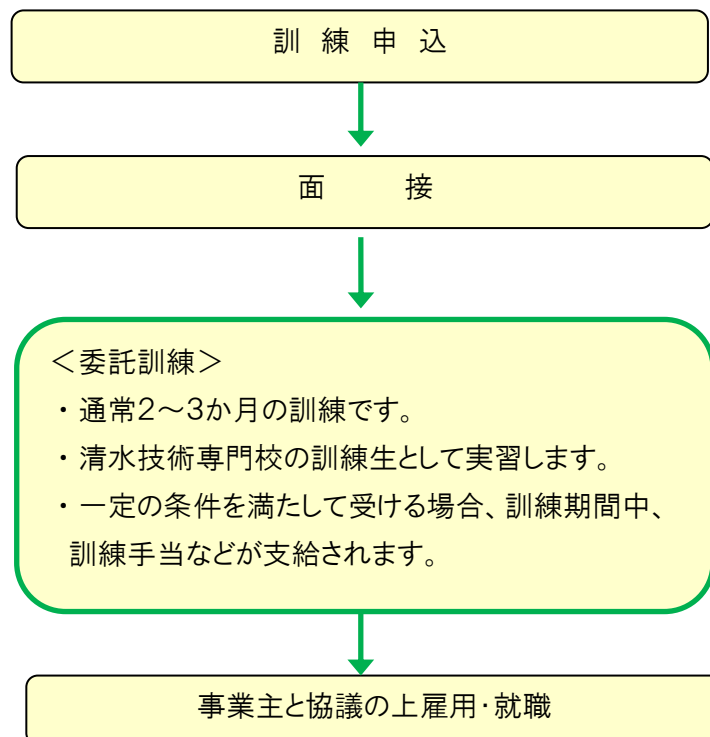 訓 練 申 込
面 接
＜委託訓練＞
・通常2～3か月の訓練です。
・清水技術専門校の訓練生として実習します。
・一定の条件を満たして受ける場合、訓練期間中、
訓練手当などが支給されます。
事業主と協議の上雇用・就職